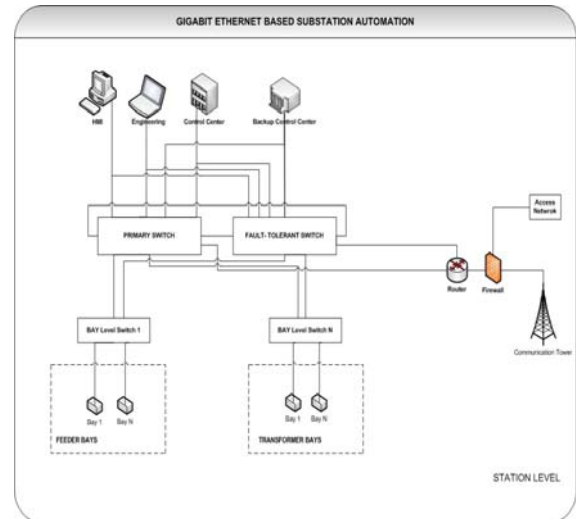 GIGABIT ETHERNET BASED SUBSTATION AUTOMATION
HMI
Engineering
Control Center
Backup Control Center
PRIMARY SWITCH
FAULT- TOLERANT SWITCH
Access
Network
Router
Firewall
Communication Tower
BAY Level Switch 1
BAY Level Switch N
Bay 1
Bay N
Bay 1
Bay N
FEEDER BAYS
TRANSFORMER BAYS
STATION LEVEL